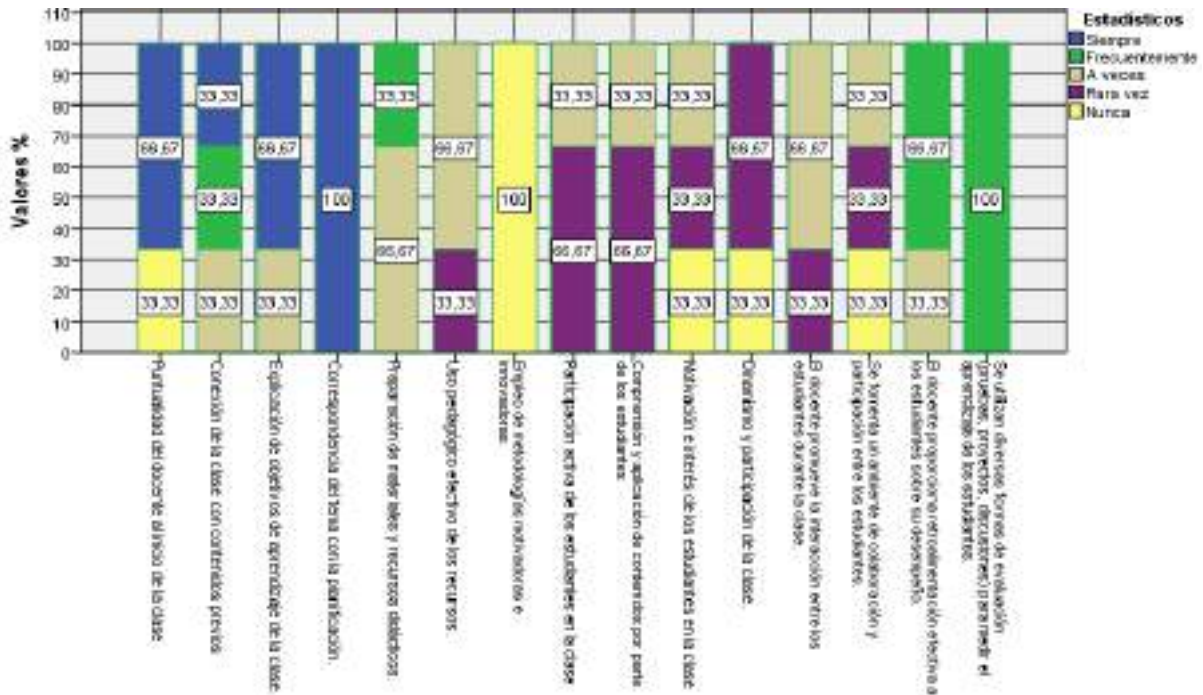 110
100
90
80
70
60
50
40
30
20
10
0
Valores %
Estadísticos
Siempre
Frecuentemente
A veces
Rara vez
Nunca
33,33
33,33
33,33
33,33
33,33
33,33
66,67
66,67
66,67
66,67
66,67
66,67
33,33
100
100
33,33
33,33
100
66,67
66,67
66,67
33,33
33,33
33,33
33,33
33,33
33,33
33,33
33,33
33,33
Puntualidad del docente al inicio de la clase
Conexión de la clase con contenidos previos
Explicación de objetivos de aprendizaje de la clase.
Correspondencia del tema con la planificación.
Preparación de materiales y recursos didácticos.
Uso pedagógico efectivo de los recursos.
Empleo de metodologías motivadoras e
innovadoras.
Participación activa de los estudiantes en la clase
Comprensión y aplicación de contenidos por parte
de los estudiantes.
Motivación e interés de los estudiantes en la clase
Dinamismo y participación de la clase.
El docente promueve la interacción entre los
estudiantes durante la clase.
Se fomenta un ambiente de colaboración y
participación entre los estudiantes.
El docente proporciona retroalimentación efectiva a
los estudiantes sobre su desempeño.
Se utilizan diversas formas de evaluación
(pruebas, proyectos, discusiones) para medir el
aprendizaje de los estudiantes.